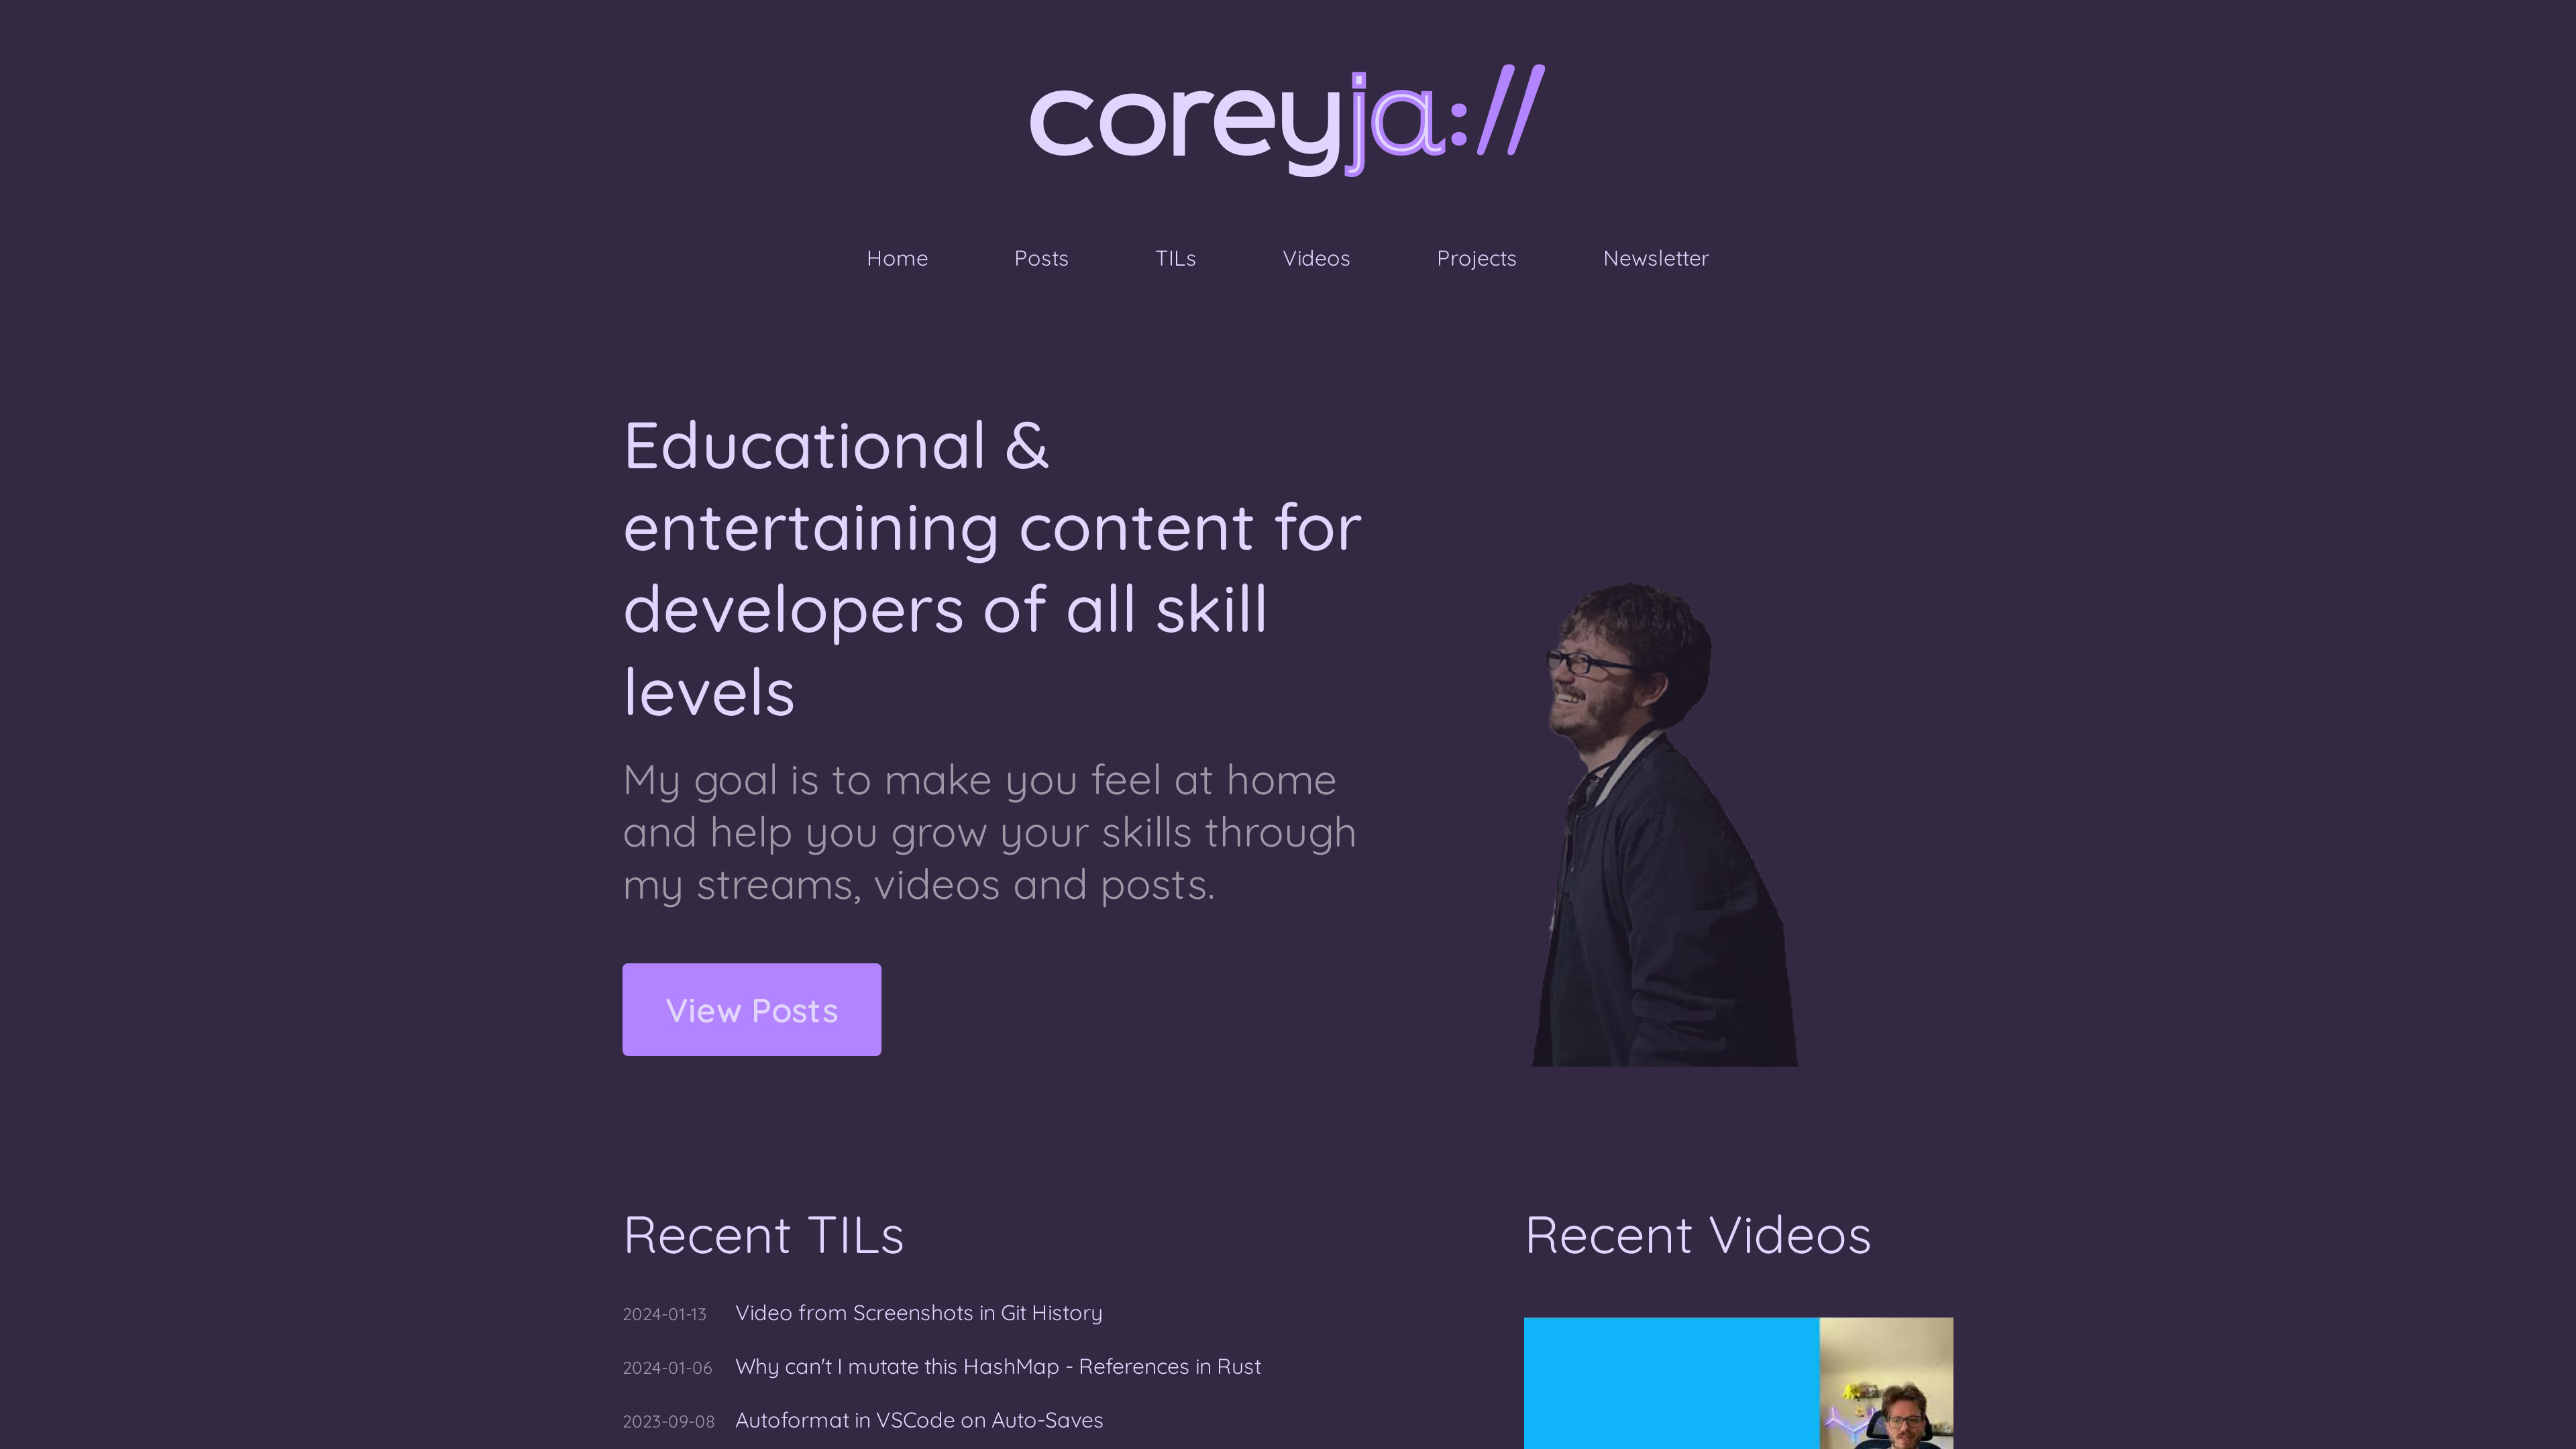 coreyja://
Home Posts TILs Videos Projects Newsletter
Educational &
entertaining content for
developers of all skill
levels
My goal is to make you feel at home
and help you grow your skills through
my streams, videos and posts.
View Posts
Recent TILs
2024-01-13 Video from Screenshots in Git History
2024-01-06 Why can't I mutate this HashMap - References in Rust
2023-09-08 Autoformat in VSCode on Auto-Saves
Recent Videos